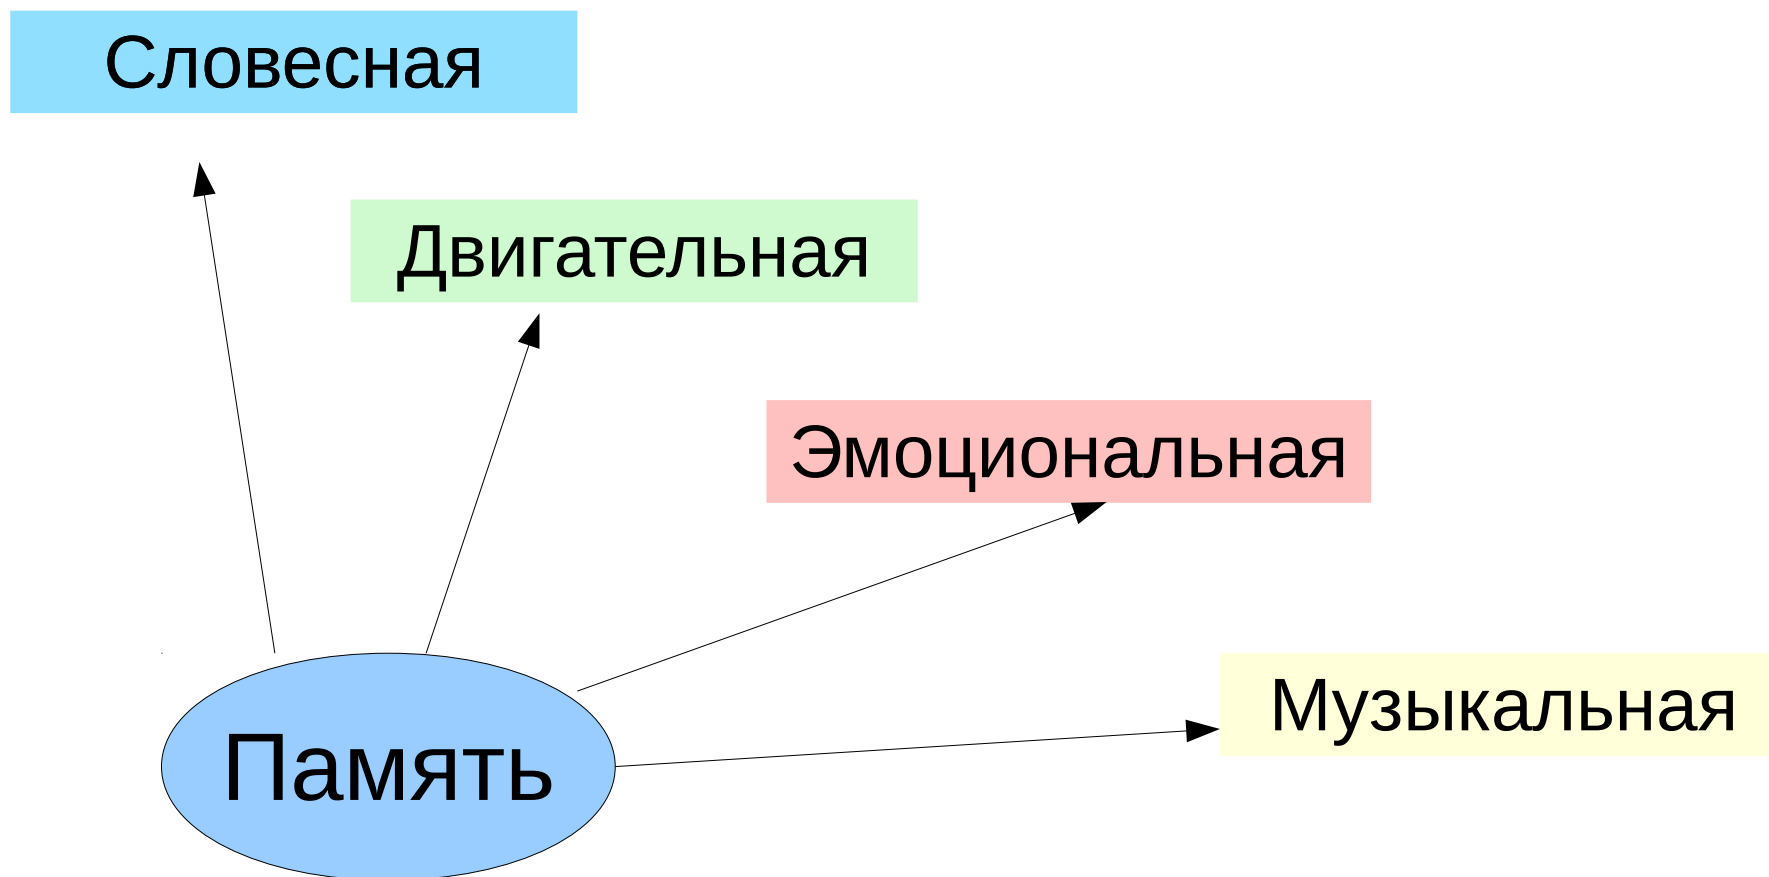 Словесная
Двигательная
Эмоциональная
Музыкальная
Память